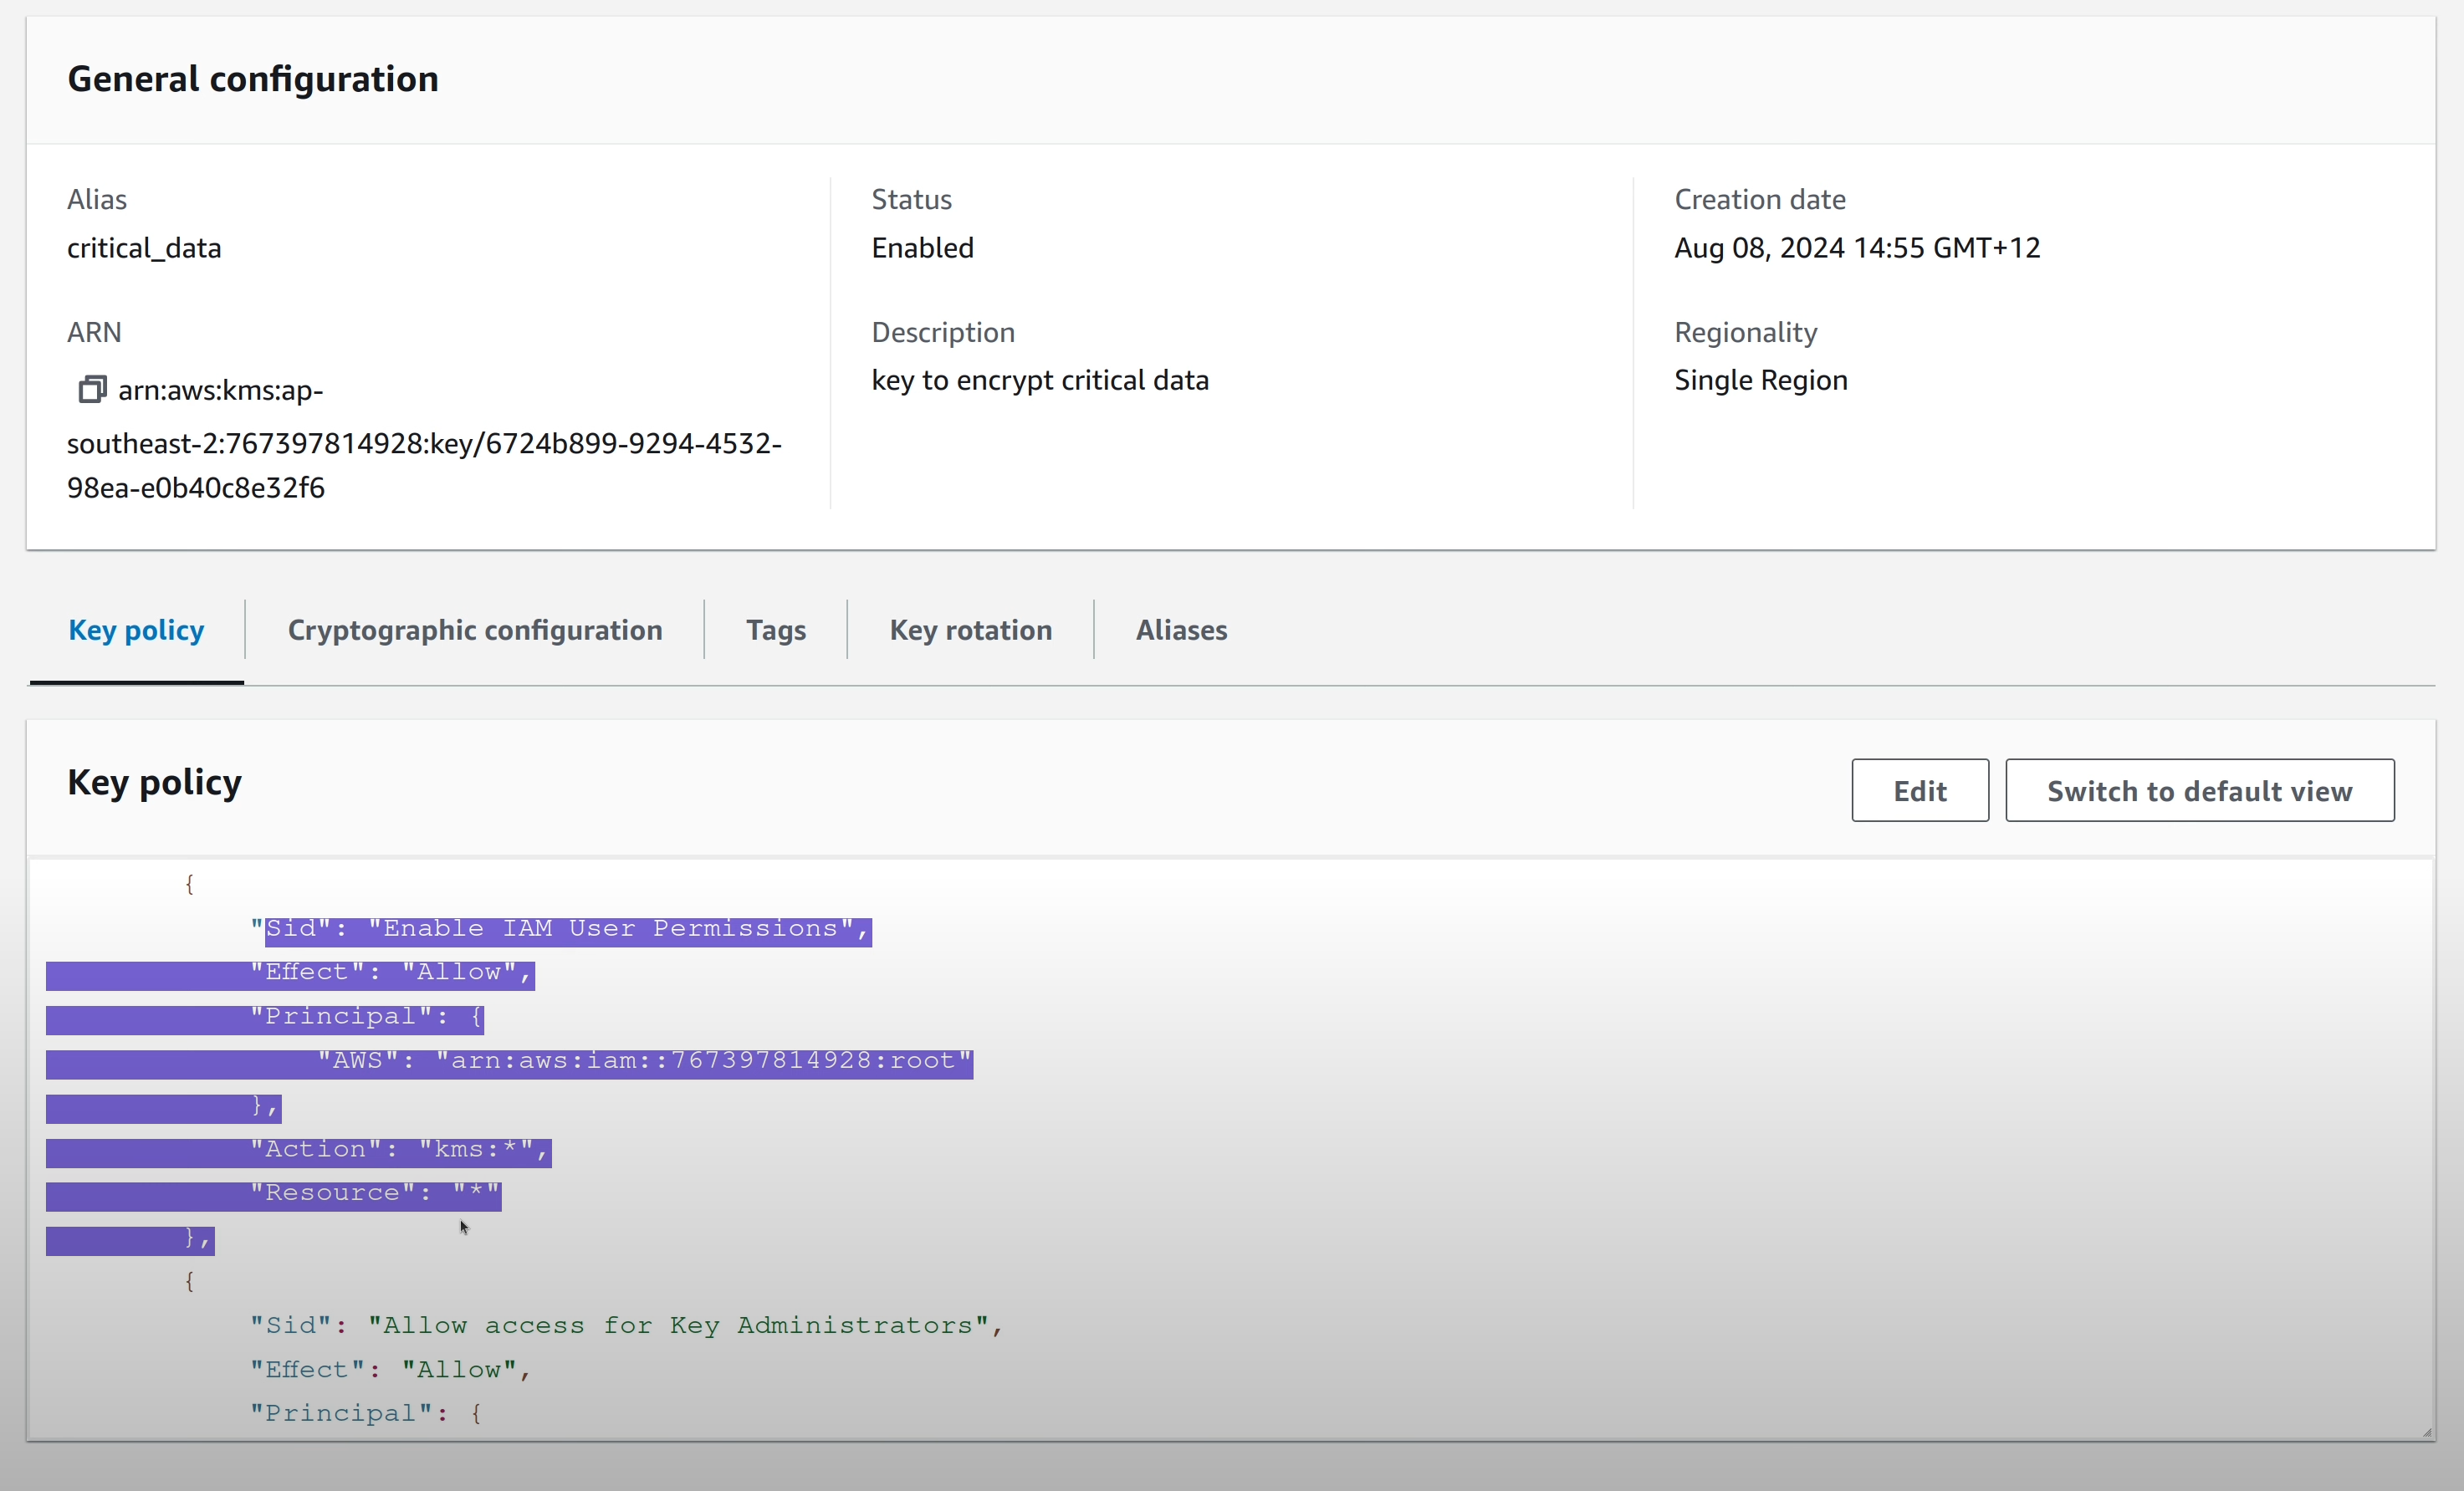 General configuration
Alias
critical_data
Status
Enabled
Creation date
Aug 08, 2024 14:55 GMT+12
ARN
arn:aws:kms:ap-
southeast-2:767397814928:key/6724b899-9294-4532-
98ea-e0b40c8e32f6
Description
key to encrypt critical data
Regionality
Single Region
Key policy
Cryptographic configuration
Tags
Key rotation
Aliases
Key policy
Edit
Switch to default view
{
"Sid": "Enable IAM User Permissions",
"Effect": "Allow",
"Principal": {
"AWS": "arn:aws:iam::767397814928:root"
},
"Action": "kms:*",
"Resource": "*"
},
{
"Sid": "Allow access for Key Administrators",
"Effect": "Allow",
"Principal": {